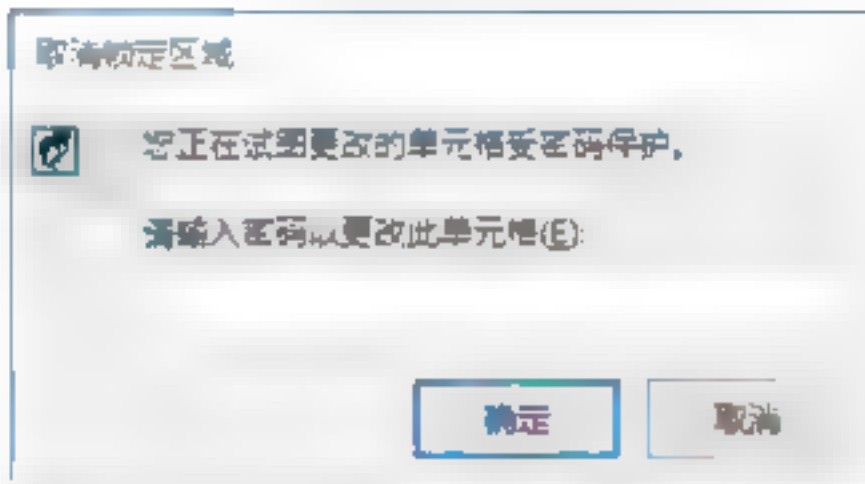 取消锁定区域
您正在试图更改的单元格受密码保护。
请输入密码以更改此单元格(E):
确定
取消